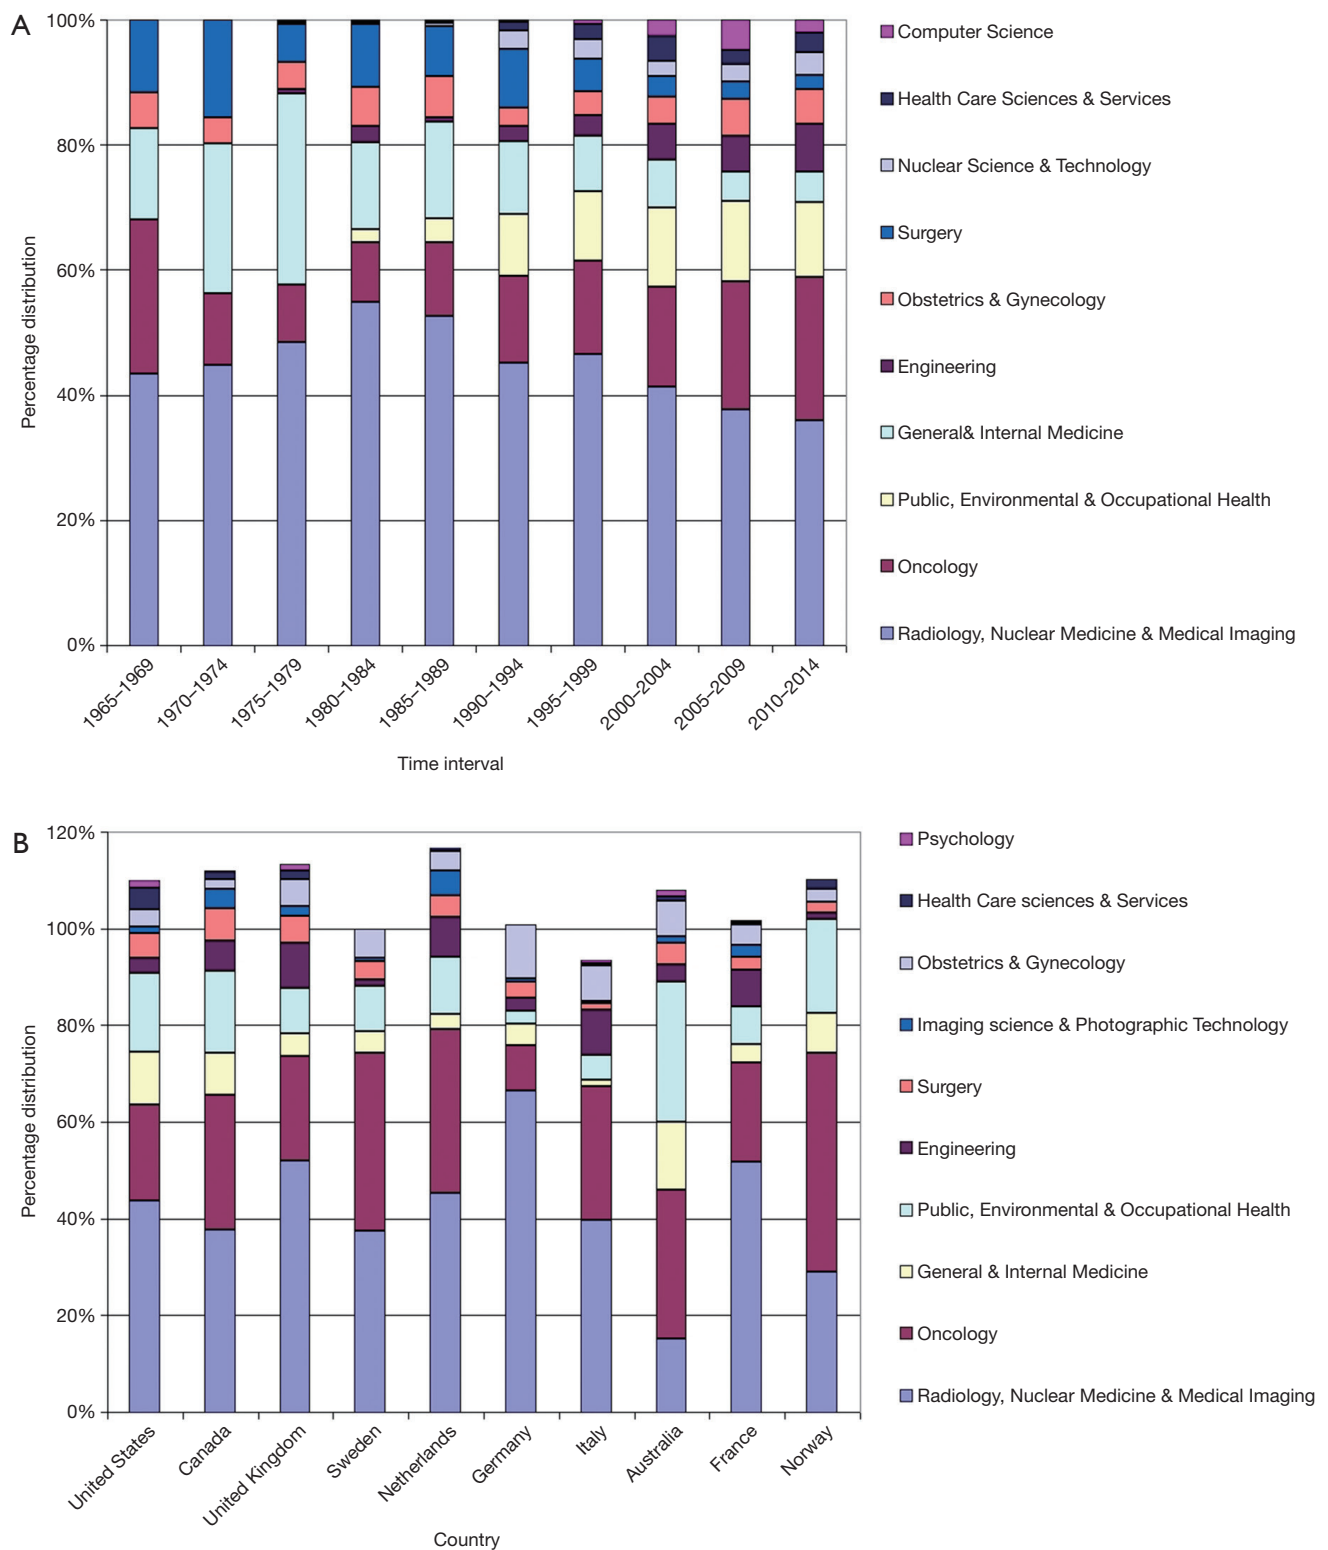 A
100%
80%
60%
40%
20%
0%
Percentage distribution
1965–1969
1970–1974
1975–1979
1980–1984
1985–1989
1990–1994
1995–1999
2000–2004
2005–2009
2010–2014
Time interval
Computer Science
Health Care Sciences & Services
Nuclear Science & Technology
Surgery
Obstetrics & Gynecology
Engineering
General& Internal Medicine
Public, Environmental & Occupational Health
Oncology
Radiology, Nuclear Medicine & Medical Imaging
B
120%
100%
80%
60%
40%
20%
0%
Percentage distribution
United States
Canada
United Kingdom
Sweden
Netherlands
Germany
Italy
Australia
France
Norway
Country
Psychology
Health Care sciences & Services
Obstetrics & Gynecology
Imaging science & Photographic Technology
Surgery
Engineering
Public, Environmental & Occupational Health
General & Internal Medicine
Oncology
Radiology, Nuclear Medicine & Medical Imaging